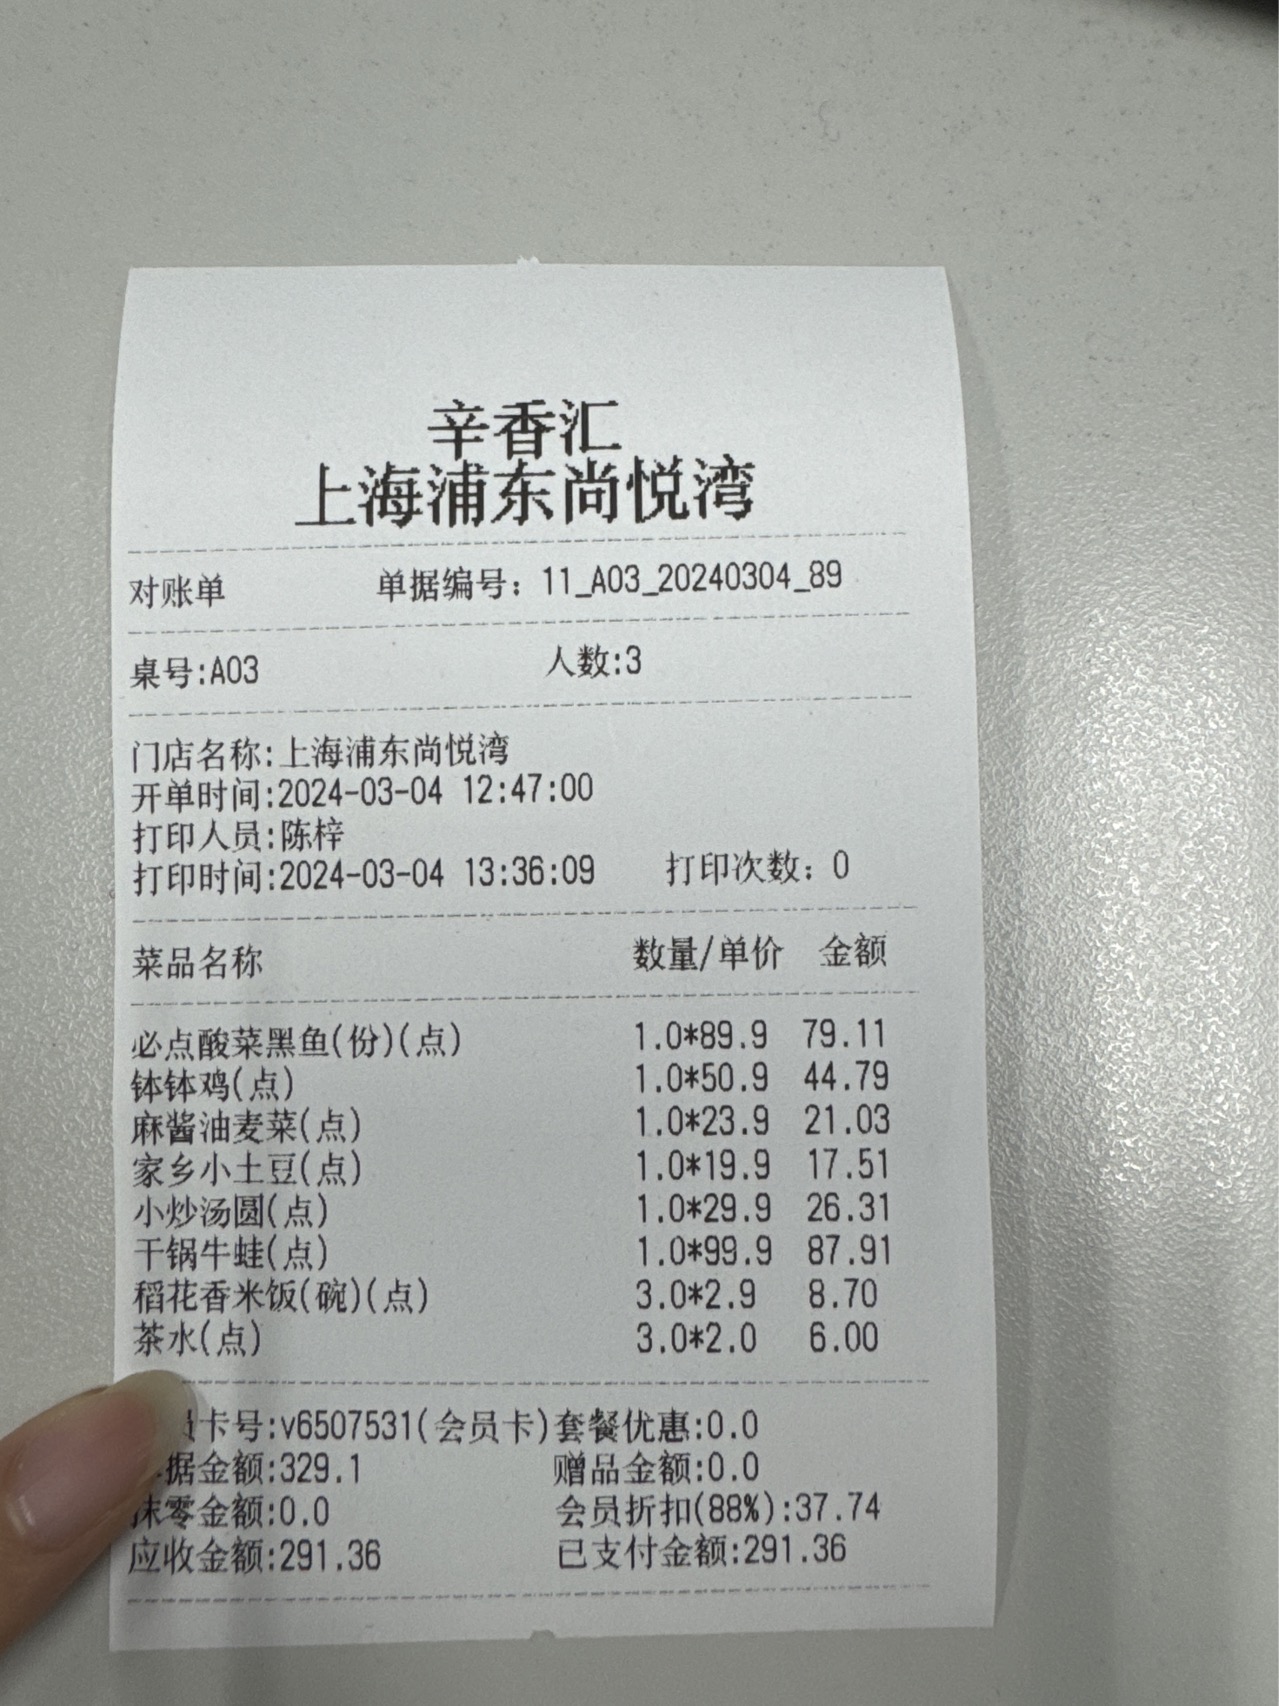 辛香汇
上海浦东尚悦湾
对账单 单据编号：11_A03_20240304_89
桌号:A03 人数:3
门店名称:上海浦东尚悦湾
开单时间:2024-03-04 12:47:00
打印人员:陈梓
打印时间:2024-03-04 13:36:09 打印次数：0
菜品名称 数量/单价 金额
必点酸菜黑鱼(份)(点) 1.0*89.9 79.11
钵钵鸡(点) 1.0*50.9 44.79
麻酱油麦菜(点) 1.0*23.9 21.03
家乡小土豆(点) 1.0*19.9 17.51
小炒汤圆(点) 1.0*29.9 26.31
干锅牛蛙(点) 1.0*99.9 87.91
稻花香米饭(碗)(点) 3.0*2.9 8.70
茶水(点) 3.0*2.0 6.00
员卡号:v6507531(会员卡)套餐优惠:0.0
据金额:329.1 赠品金额:0.0
抹零金额:0.0 会员折扣(88%):37.74
应收金额:291.36 已支付金额:291.36